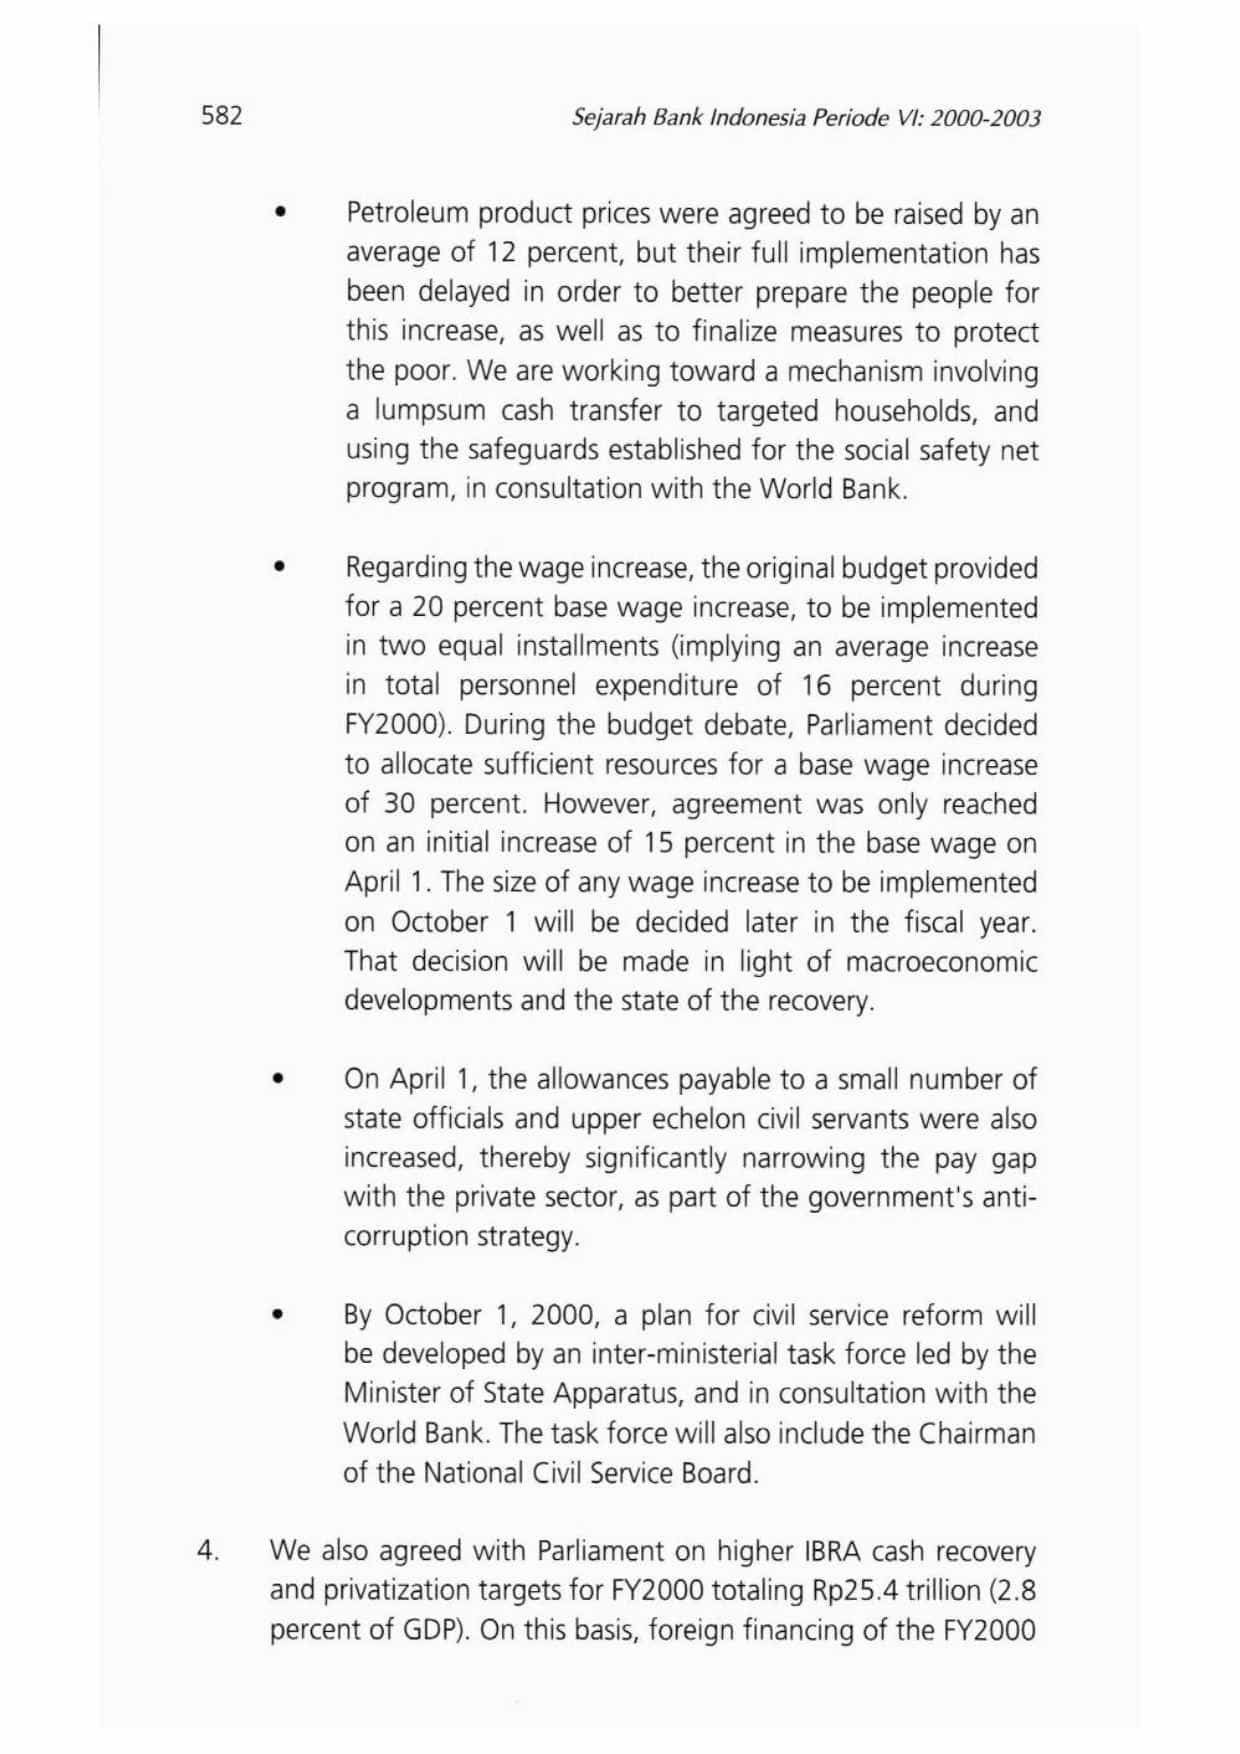 582
Sejarah Bank Indonesia Periode VI: 2000-2003
• Petroleum product prices were agreed to be raised by an
average of 12 percent, but their full implementation has
been delayed in order to better prepare the people for
this increase, as well as to finalize measures to protect
the poor. We are working toward a mechanism involving
a lumpsum cash transfer to targeted households, and
using the safeguards established for the social safety net
program, in consultation with the World Bank.
• Regarding the wage increase, the original budget provided
for a 20 percent base wage increase, to be implemented
in two equal installments (implying an average increase
in total personnel expenditure of 16 percent during
FY2000). During the budget debate, Parliament decided
to allocate sufficient resources for a base wage increase
of 30 percent. However, agreement was only reached
on an initial increase of 15 percent in the base wage on
April 1. The size of any wage increase to be implemented
on October 1 will be decided later in the fiscal year.
That decision will be made in light of macroeconomic
developments and the state of the recovery.
• On April 1, the allowances payable to a small number of
state officials and upper echelon civil servants were also
increased, thereby significantly narrowing the pay gap
with the private sector, as part of the government's anti-
corruption strategy.
• By October 1, 2000, a plan for civil service reform will
be developed by an inter-ministerial task force led by the
Minister of State Apparatus, and in consultation with the
World Bank. The task force will also include the Chairman
of the National Civil Service Board.
4. We also agreed with Parliament on higher IBRA cash recovery
and privatization targets for FY2000 totaling Rp25.4 trillion (2.8
percent of GDP). On this basis, foreign financing of the FY2000